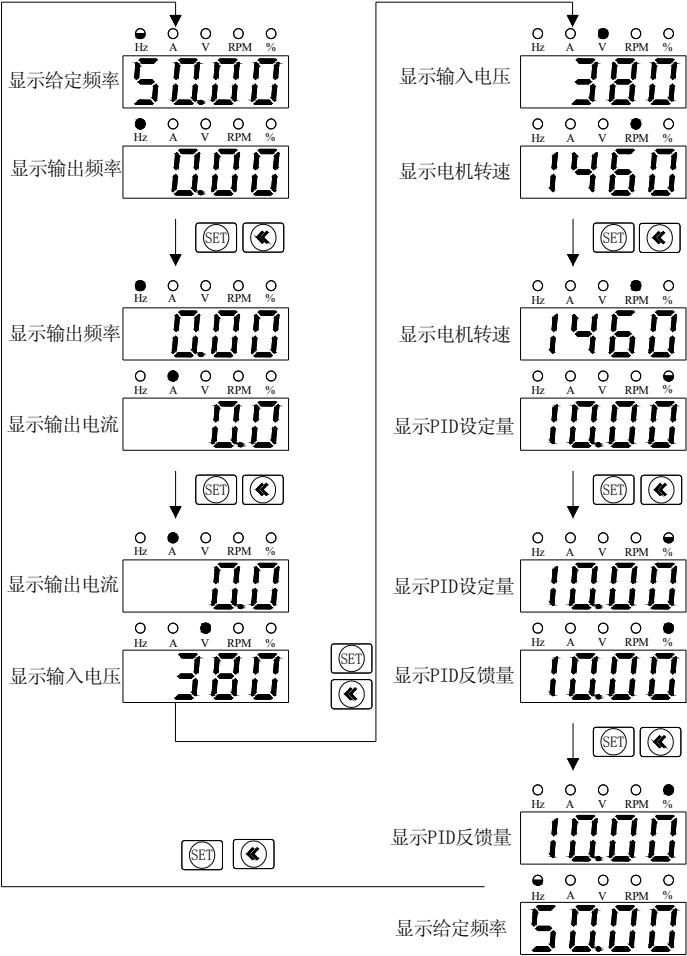 Hz A V RPM %
显示给定频率 50.00
Hz A V RPM %
显示输出频率 0.00
SET
Hz A V RPM %
显示输出频率 0.00
Hz A V RPM %
显示输出电流 0.0
SET
Hz A V RPM %
显示输出电流 0.0
Hz A V RPM %
显示输入电压 380
SET
Hz A V RPM %
显示输入电压 380
Hz A V RPM %
显示电机转速 1460
SET
Hz A V RPM %
显示电机转速 1460
Hz A V RPM %
显示PID设定量 10.00
SET
Hz A V RPM %
显示PID设定量 10.00
Hz A V RPM %
显示PID反馈量 10.00
SET
Hz A V RPM %
显示PID反馈量 10.00
SET
Hz A V RPM %
显示给定频率 50.00